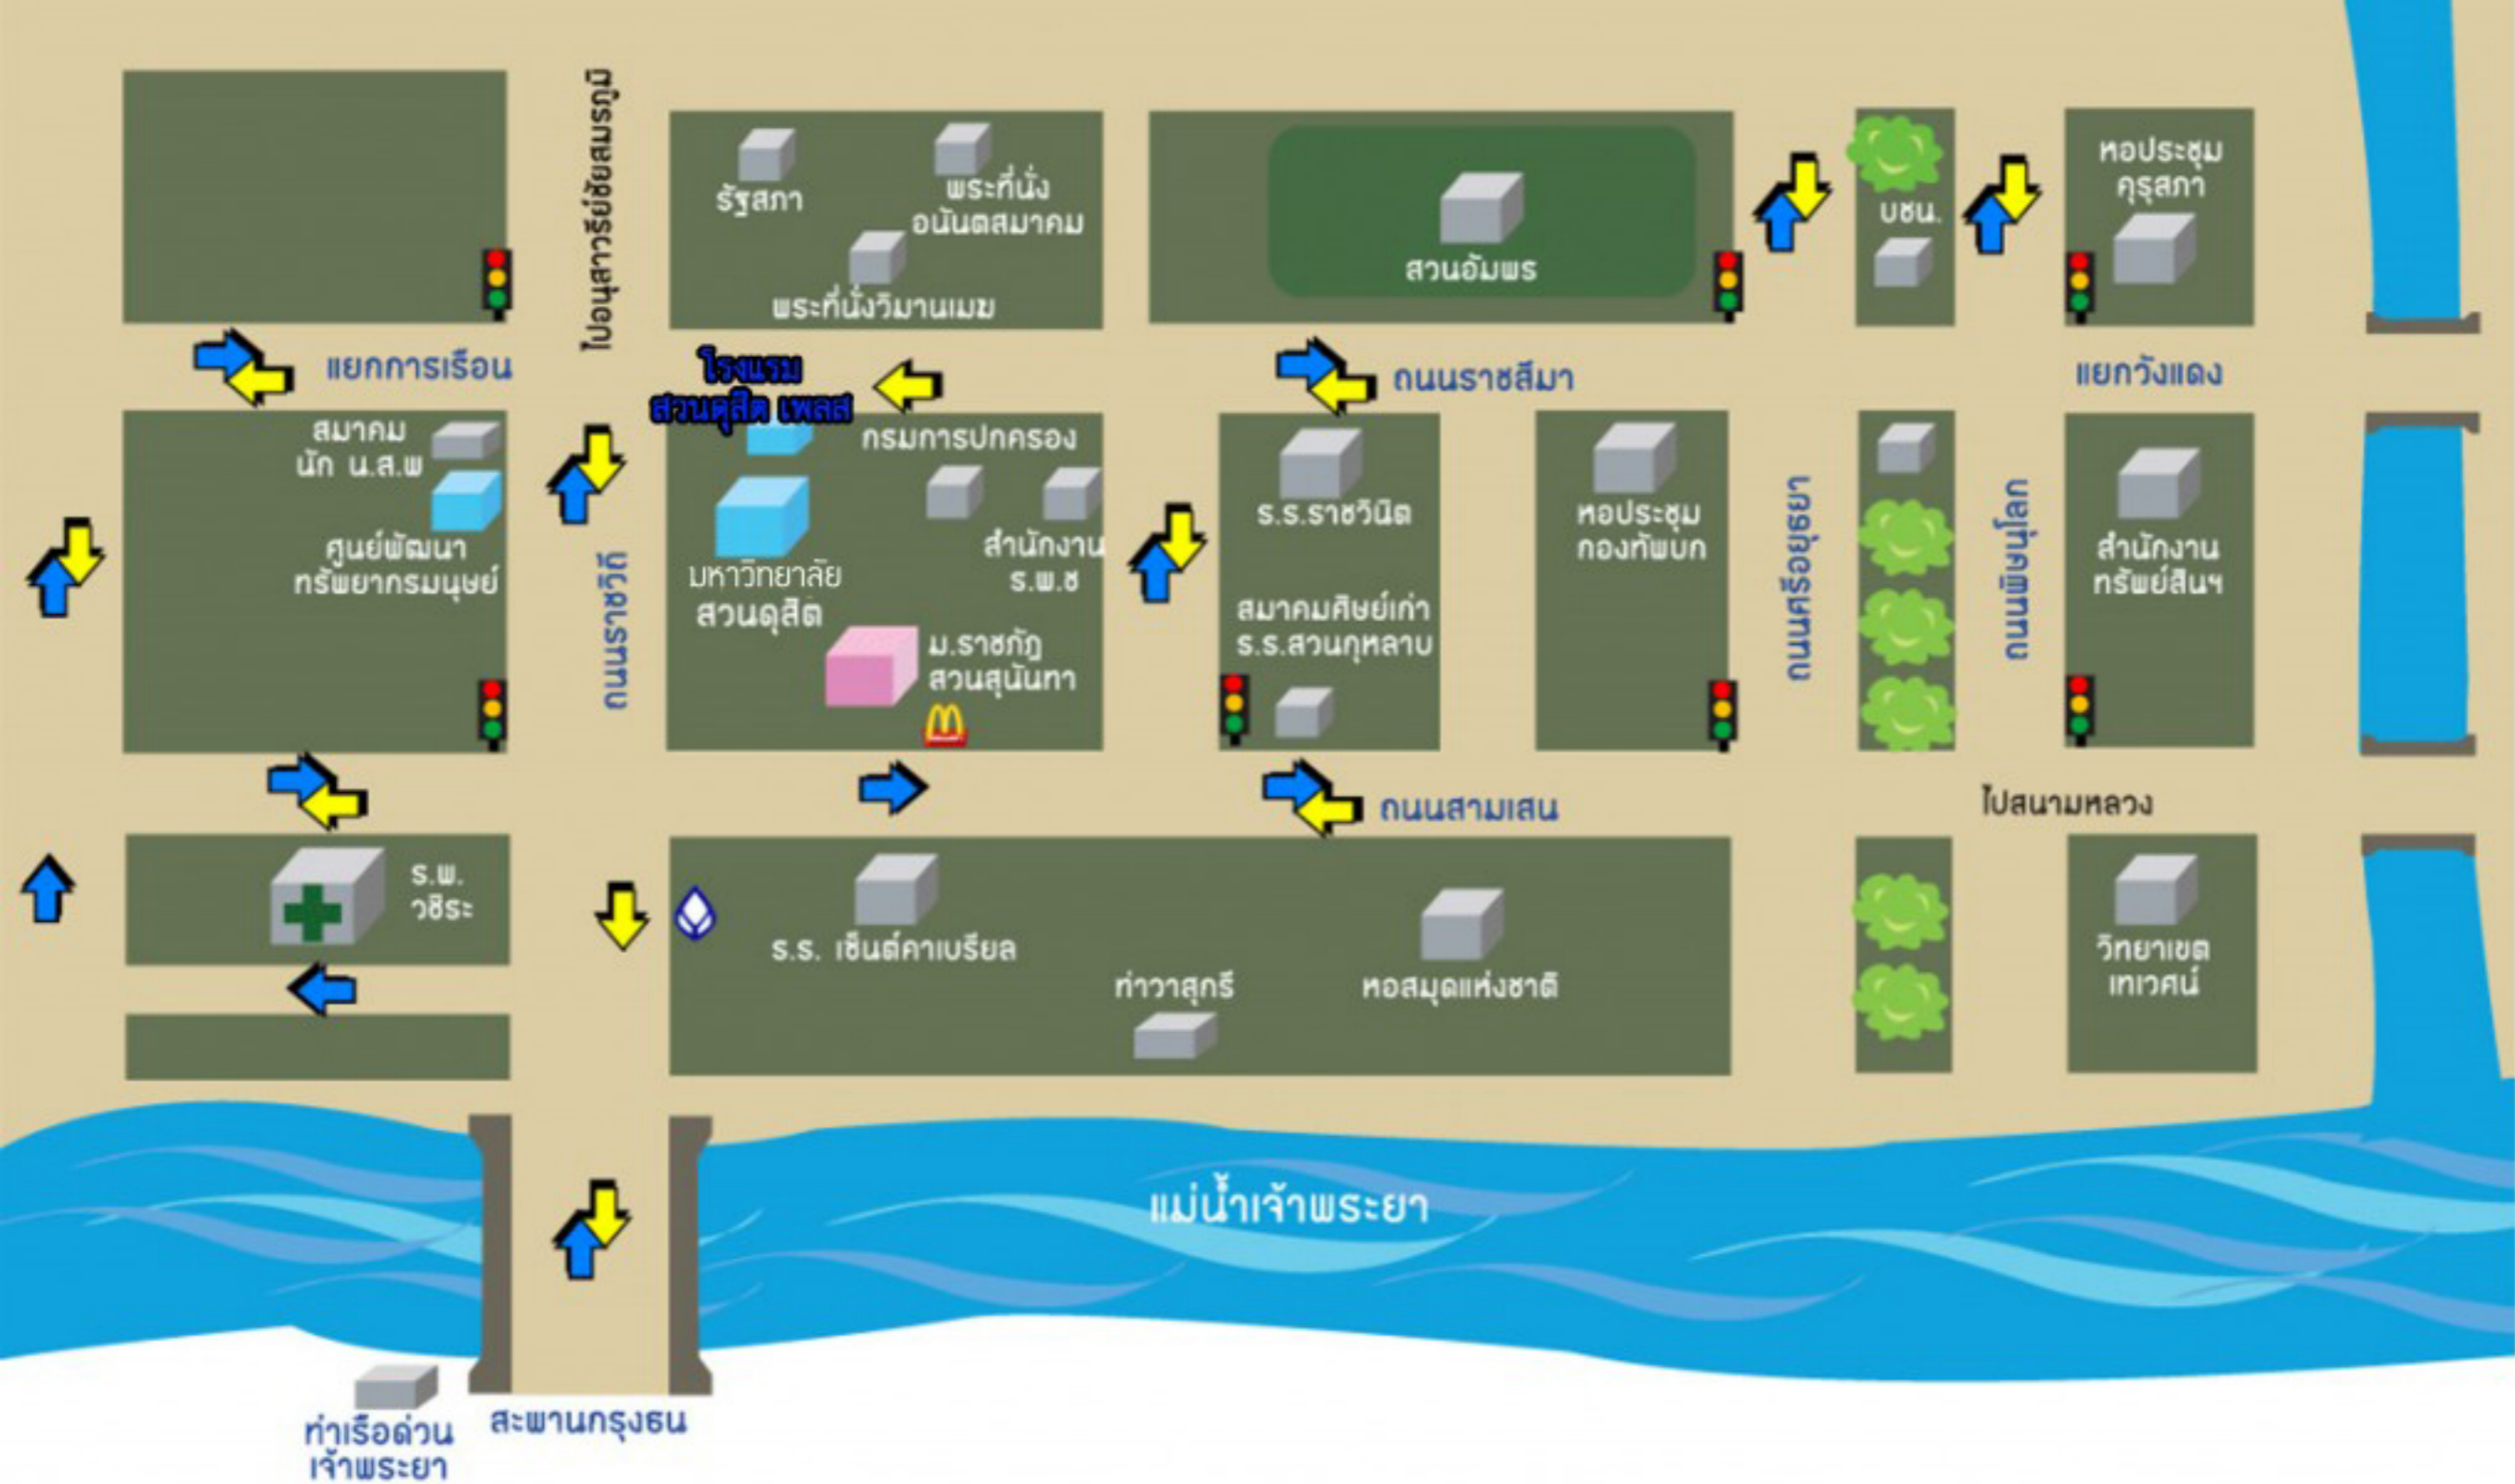 ไปอนุสาวรีย์ชัยสมรภูมิ
รัฐสภา
พระที่นั่ง
อนันตสมาคม
พระที่นั่งวิมานเมฆ
สวนอัมพร
บชน.
หอประชุม
คุรุสภา
แยกการเรือน
โรงแรม
สวนดุสิต เพลส
ถนนราชสีมา
แยกวังแดง
สมาคม
นัก น.ส.พ
ศูนย์พัฒนา
ทรัพยากรมนุษย์
ถนนราชวิถี
กรมการปกครอง
มหาวิทยาลัย
สวนดุสิต
สำนักงาน
ร.พ.ช
ม.ราชภัฎ
สวนสุนันทา
ร.ร.ราชวินิต
สมาคมศิษย์เก่า
ร.ร.สวนกุหลาบ
หอประชุม
กองทัพบก
ถนนศรีอยุธยา
ถนนพิษณุโลก
สำนักงาน
ทรัพย์สินฯ
ถนนสามเสน
ไปสนามหลวง
ร.พ.
วชิระ
ร.ร. เซ็นต์คาเบรียล
ท่าวาสุกรี
หอสมุดแห่งชาติ
วิทยาเขต
เทเวศน์
แม่น้ำเจ้าพระยา
ท่าเรือด่วน
เจ้าพระยา
สะพานกรุงธน